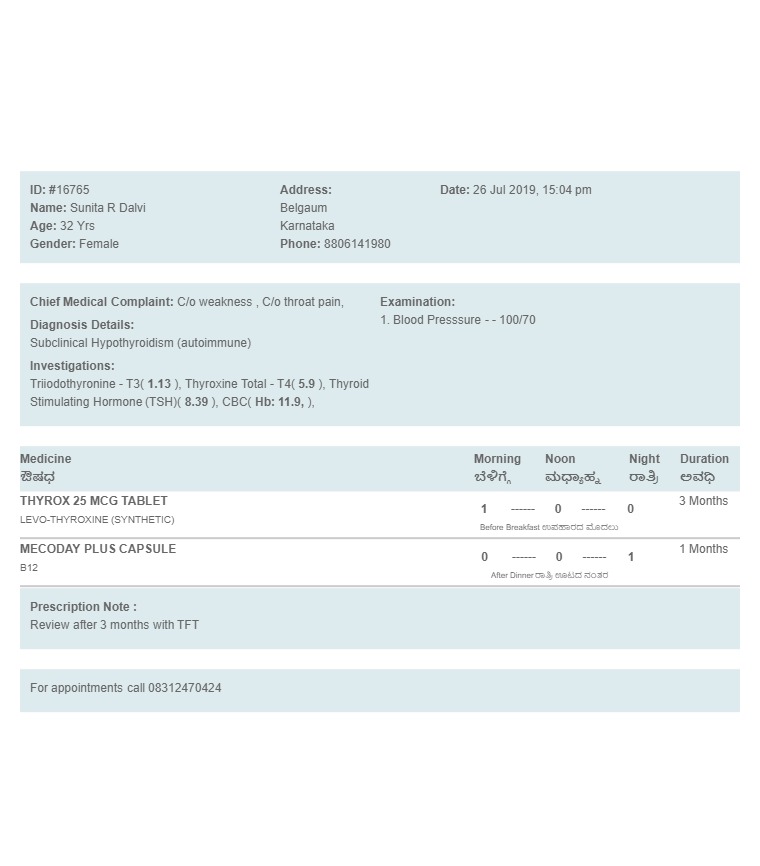 ID: #16765
Name: Sunita R Dalvi
Age: 32 Yrs
Gender: Female
Address:
Belgaum
Karnataka
Phone: 8806141980
Date: 26 Jul 2019, 15:04 pm
Chief Medical Complaint: C/o weakness , C/o throat pain,
Diagnosis Details:
Subclinical Hypothyroidism (autoimmune)
Investigations:
Triiodothyronine - T3( 1.13 ), Thyroxine Total - T4( 5.9 ), Thyroid
Stimulating Hormone (TSH)( 8.39 ), CBC( Hb: 11.9, ),
Examination:
1. Blood Presssure - - 100/70
Medicine Morning Noon Night Duration
ಔಷಧ ಬೆಳಿಗ್ಗೆ ಮಧ್ಯಾಹ್ನ ರಾತ್ರಿ ಅವಧಿ
THYROX 25 MCG TABLET 1 ------ 0 ------ 0 3 Months
LEVO-THYROXINE (SYNTHETIC) Before Breakfast ಉಪಹಾರದ ಮೊದಲು
MECODAY PLUS CAPSULE 0 ------ 0 ------ 1 1 Months
B12 After Dinner ರಾತ್ರಿ ಊಟದ ನಂತರ
Prescription Note :
Review after 3 months with TFT
For appointments call 08312470424